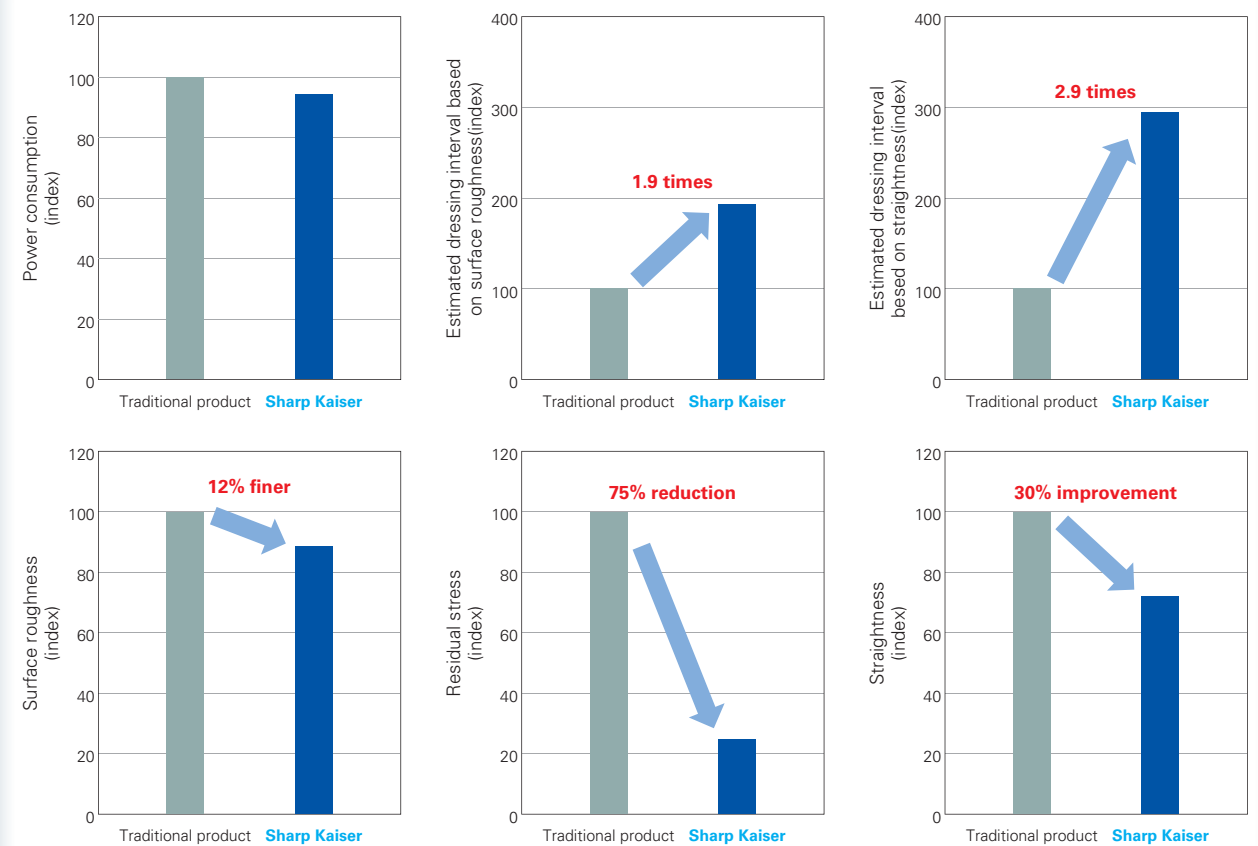 Power consumption
(index)
120
100
80
60
40
20
0
Traditional product Sharp Kaiser
Estimated dressing interval based
on surface roughness(index)
400
300
200
100
0
1.9 times
Traditional product Sharp Kaiser
Estimated dressing interval
besed on straightness(index)
400
300
200
100
0
2.9 times
Traditional product Sharp Kaiser
Surface roughness
(index)
120
100
80
60
40
20
0
12% finer
Traditional product Sharp Kaiser
Residual stress
(index)
120
100
80
60
40
20
0
75% reduction
Traditional product Sharp Kaiser
Straightness
(index)
120
100
80
60
40
20
0
30% improvement
Traditional product Sharp Kaiser